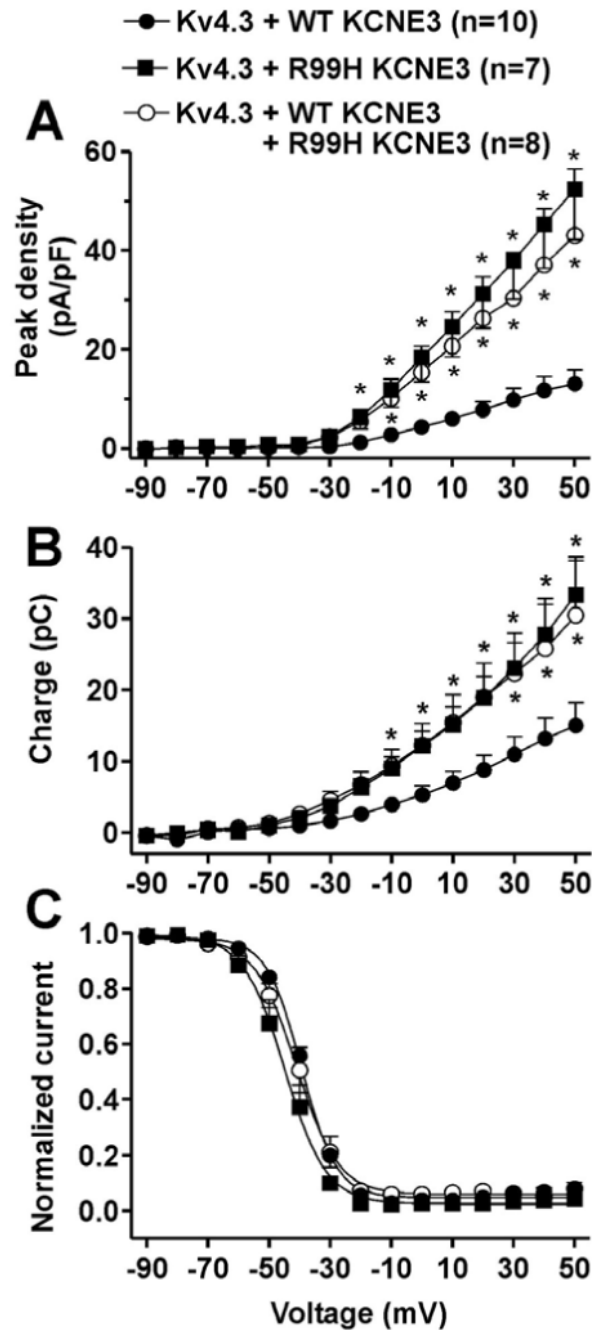 Kv4.3 + WT KCNE3 (n=10)
Kv4.3 + R99H KCNE3 (n=7)
Kv4.3 + WT KCNE3
+ R99H KCNE3 (n=8)
A
Peak density
(pA/pF)
60
40
20
0
-90 -70 -50 -30 -10 10 30 50
B
Charge (pC)
40
30
20
10
0
-90 -70 -50 -30 -10 10 30 50
C
Normalized current
1.0
0.8
0.6
0.4
0.2
0.0
-90 -70 -50 -30 -10 10 30 50
Voltage (mV)